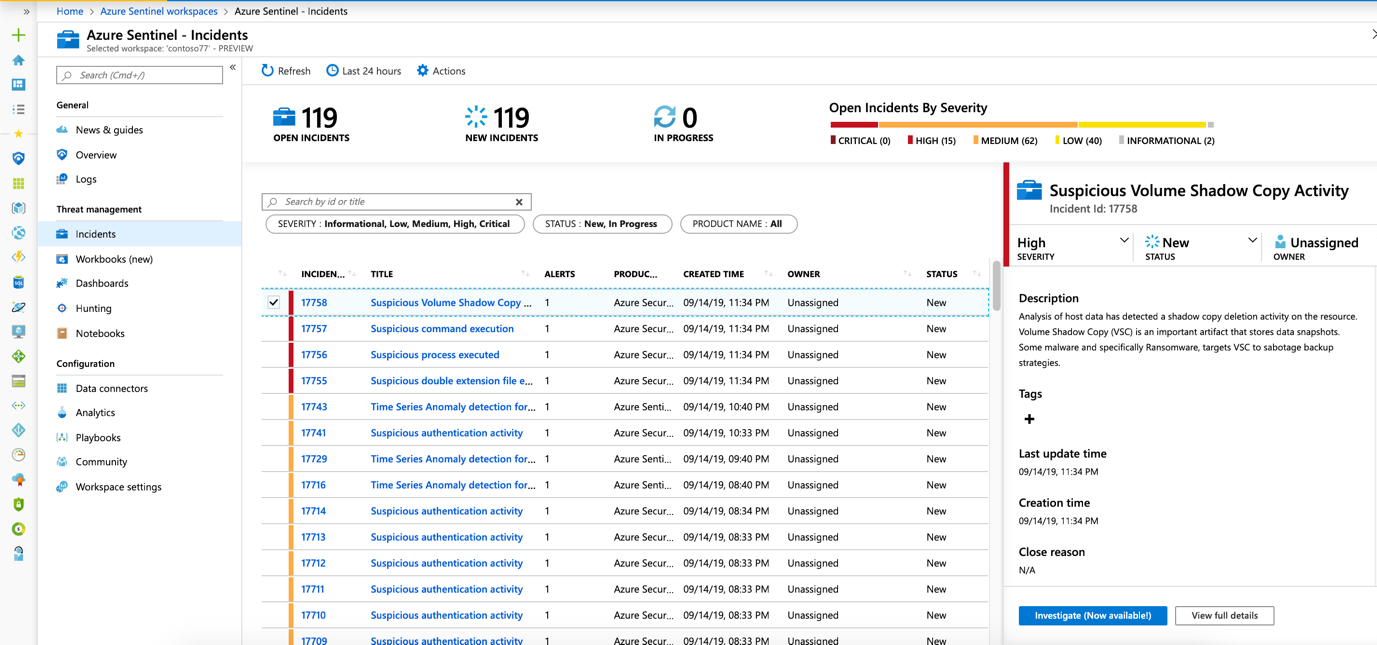 Home > Azure Sentinel workspaces > Azure Sentinel - Incidents
Azure Sentinel - Incidents
Selected workspace: 'contoso77' - PREVIEW
Search (Cmd+/)
General
News & guides
Overview
Logs
Threat management
Incidents
Workbooks (new)
Dashboards
Hunting
Notebooks
Configuration
Data connectors
Analytics
Playbooks
Community
Workspace settings
Refresh Last 24 hours Actions
119 OPEN INCIDENTS
119 NEW INCIDENTS
0 IN PROGRESS
Open Incidents By Severity
CRITICAL (0) HIGH (15) MEDIUM (62) LOW (40) INFORMATIONAL (2)
Search by id or title
SEVERITY : Informational, Low, Medium, High, Critical STATUS : New, In Progress PRODUCT NAME : All
INCIDEN... TITLE ALERTS PRODUC... CREATED TIME OWNER STATUS
17758 Suspicious Volume Shadow Copy ... 1 Azure Secur... 09/14/19, 11:34 PM Unassigned New
17757 Suspicious command execution 1 Azure Secur... 09/14/19, 11:34 PM Unassigned New
17756 Suspicious process executed 1 Azure Secur... 09/14/19, 11:34 PM Unassigned New
17755 Suspicious double extension file e... 1 Azure Secur... 09/14/19, 11:34 PM Unassigned New
17743 Time Series Anomaly detection for... 1 Azure Senti... 09/14/19, 10:40 PM Unassigned New
17741 Suspicious authentication activity 1 Azure Secur... 09/14/19, 10:33 PM Unassigned New
17729 Time Series Anomaly detection for... 1 Azure Senti... 09/14/19, 09:40 PM Unassigned New
17716 Time Series Anomaly detection for... 1 Azure Senti... 09/14/19, 08:40 PM Unassigned New
17714 Suspicious authentication activity 1 Azure Secur... 09/14/19, 08:34 PM Unassigned New
17713 Suspicious authentication activity 1 Azure Secur... 09/14/19, 08:33 PM Unassigned New
17712 Suspicious authentication activity 1 Azure Secur... 09/14/19, 08:33 PM Unassigned New
17711 Suspicious authentication activity 1 Azure Secur... 09/14/19, 08:33 PM Unassigned New
17710 Suspicious authentication activity 1 Azure Secur... 09/14/19, 08:33 PM Unassigned New
17709 Suspicious authentication activity 1 Azure Secur... 09/14/19, 08:33 PM Unassigned New
Suspicious Volume Shadow Copy Activity
Incident Id: 17758
High New Unassigned
SEVERITY STATUS OWNER
Description
Analysis of host data has detected a shadow copy deletion activity on the resource.
Volume Shadow Copy (VSC) is an important artifact that stores data snapshots.
Some malware and specifically Ransomware, targets VSC to sabotage backup
strategies.
Tags
+
Last update time
09/14/19, 11:34 PM
Creation time
09/14/19, 11:34 PM
Close reason
N/A
Investigate (Now available!) View full details